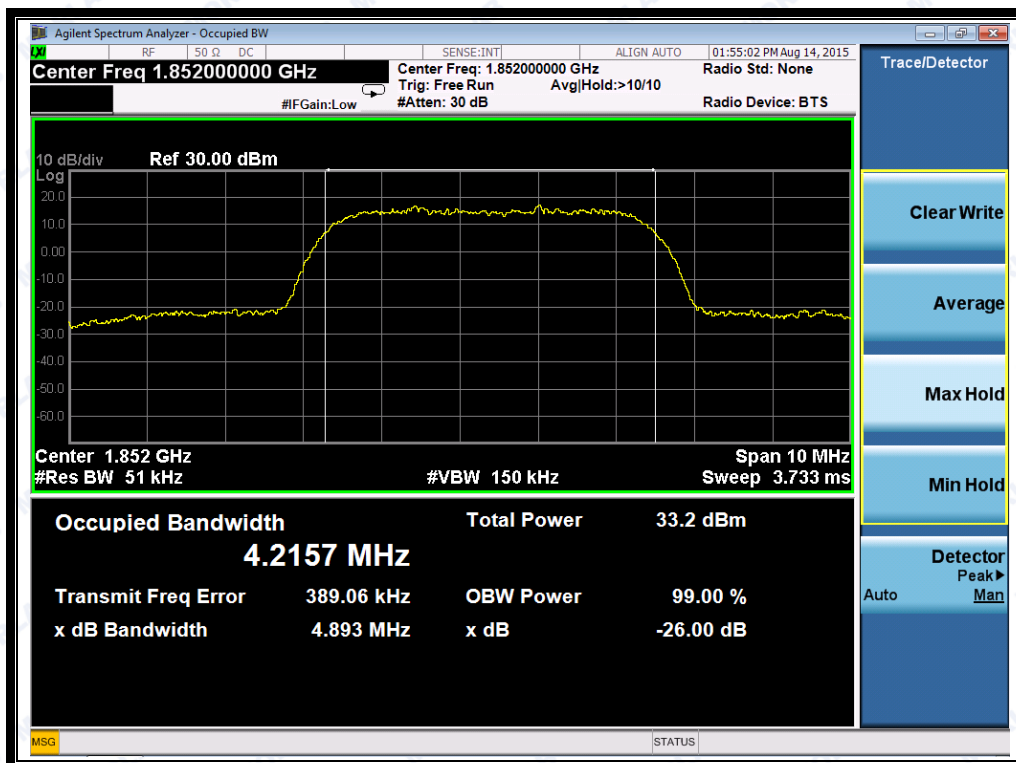 Agilent Spectrum Analyzer - Occupied BW
LXI RF 50 Ω DC SENSE:INT ALIGN AUTO 01:55:02 PM Aug 14, 2015
Center Freq 1.852000000 GHz
Center Freq: 1.852000000 GHz
Radio Std: None
Trig: Free Run Avg|Hold:>10/10
#IFGain:Low #Atten: 30 dB Radio Device: BTS
10 dB/div Ref 30.00 dBm
Log
20.0
10.0
0.00
-10.0
-20.0
-30.0
-40.0
-50.0
-60.0
Center 1.852 GHz Span 10 MHz
#Res BW 51 kHz #VBW 150 kHz Sweep 3.733 ms
Occupied Bandwidth Total Power 33.2 dBm
4.2157 MHz
Transmit Freq Error 389.06 kHz OBW Power 99.00 %
x dB Bandwidth 4.893 MHz x dB -26.00 dB
MSG STATUS
Trace/Detector
Clear Write
Average
Max Hold
Min Hold
Detector
Peak▶
Auto Man